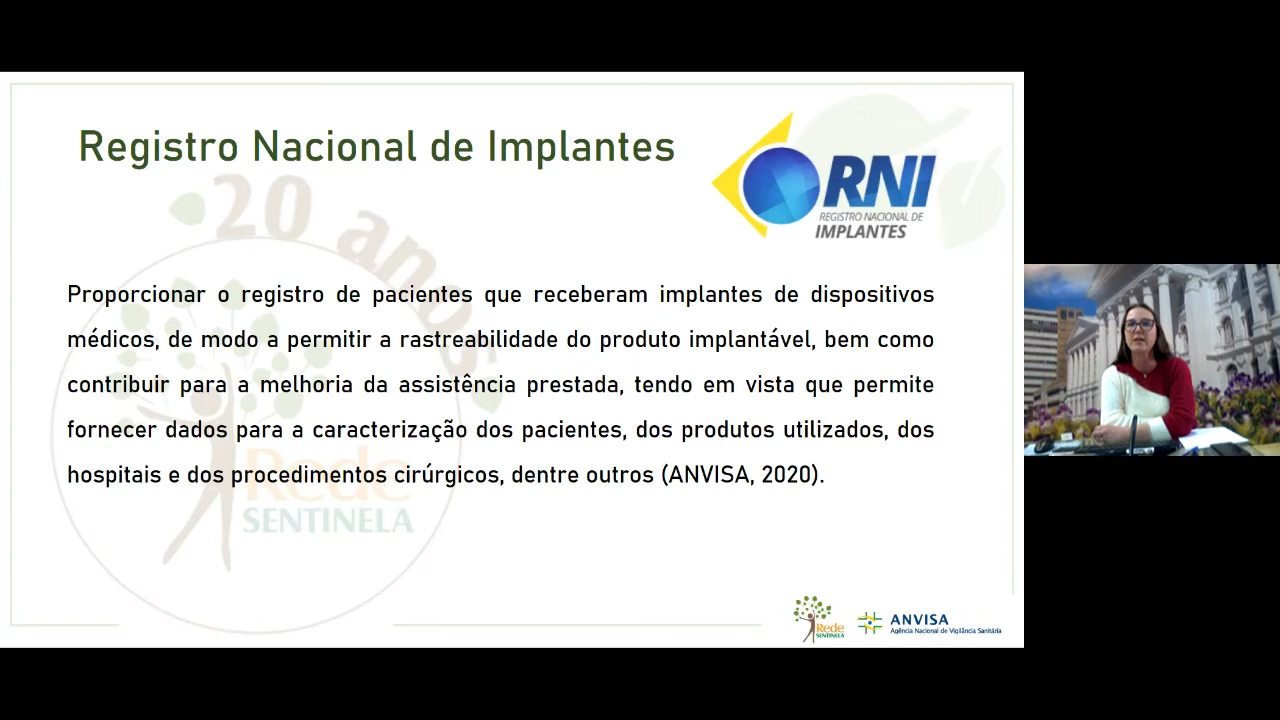 Registro Nacional de Implantes
RNI
REGISTRO NACIONAL DE
IMPLANTES
20 anos
Proporcionar o registro de pacientes que receberam implantes de dispositivos
médicos, de modo a permitir a rastreabilidade do produto implantável, bem como
contribuir para a melhoria da assistência prestada, tendo em vista que permite
fornecer dados para a caracterização dos pacientes, dos produtos utilizados, dos
hospitais e dos procedimentos cirúrgicos, dentre outros (ANVISA, 2020).
Rede
SENTINELA
Rede
SENTINELA
ANVISA
Agência Nacional de Vigilância Sanitária